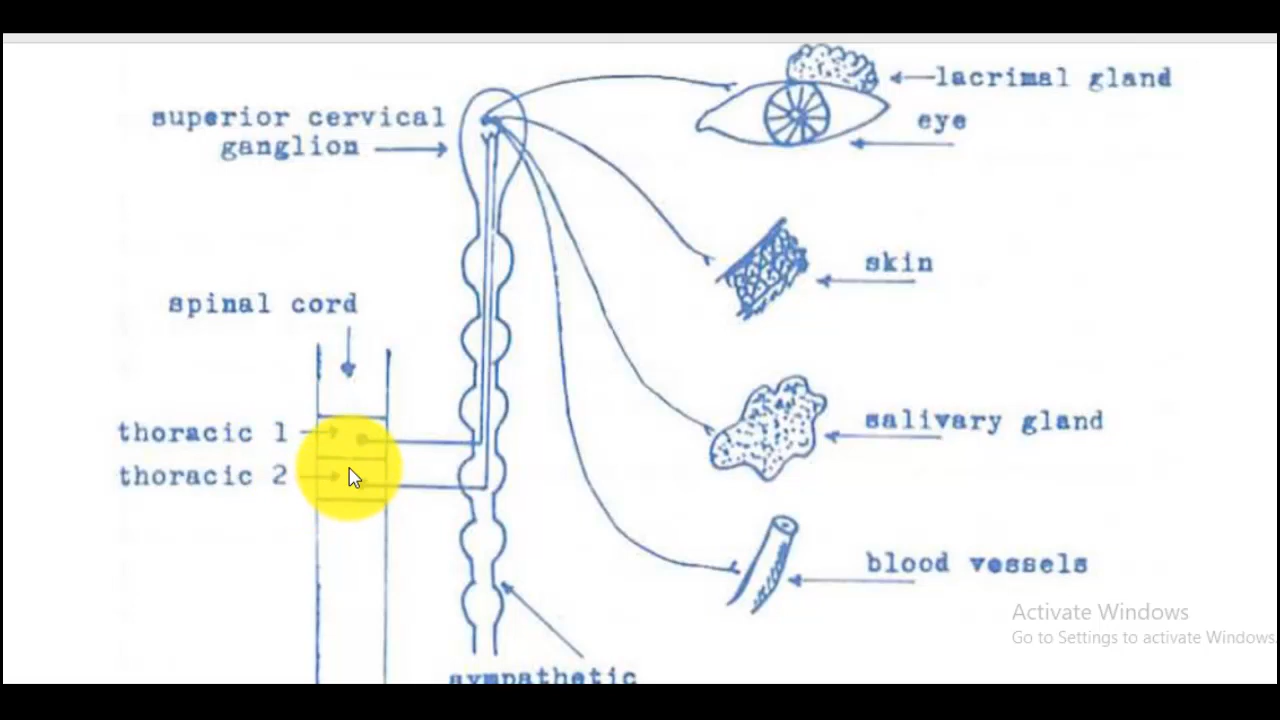 lacrimal gland
superior cervical
ganglion
eye
skin
spinal cord
salivary gland
thoracic 1
thoracic 2
blood vessels
Activate Windows
Go to Settings to activate Windows
sympathetic